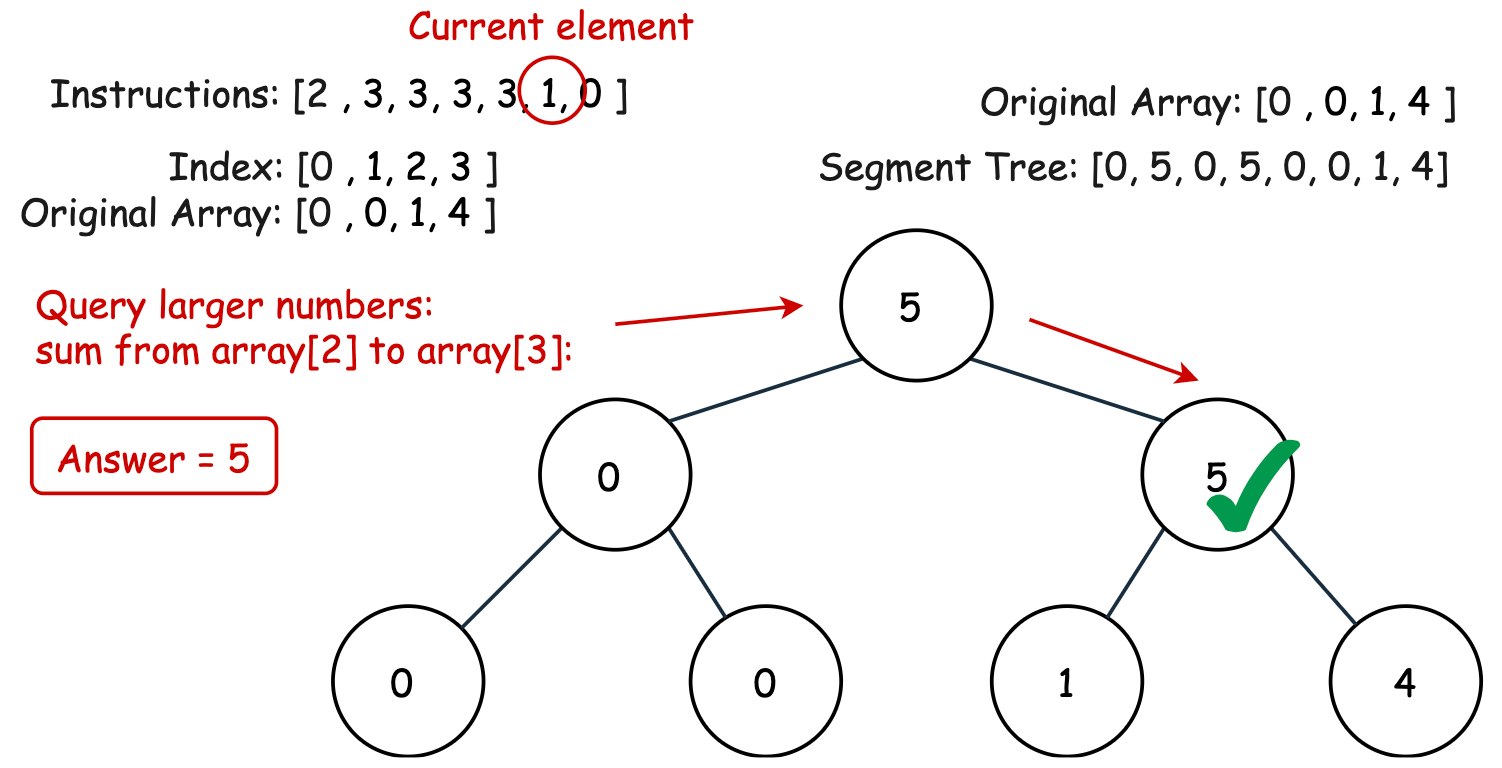 Current element
Instructions: [2 , 3, 3, 3, 3, 1, 0 ]
Index: [0 , 1, 2, 3 ]
Original Array: [0 , 0, 1, 4 ]
Original Array: [0 , 0, 1, 4 ]
Segment Tree: [0, 5, 0, 5, 0, 0, 1, 4]
Query larger numbers:
sum from array[2] to array[3]:
Answer = 5
5
0
5
0
0
1
4